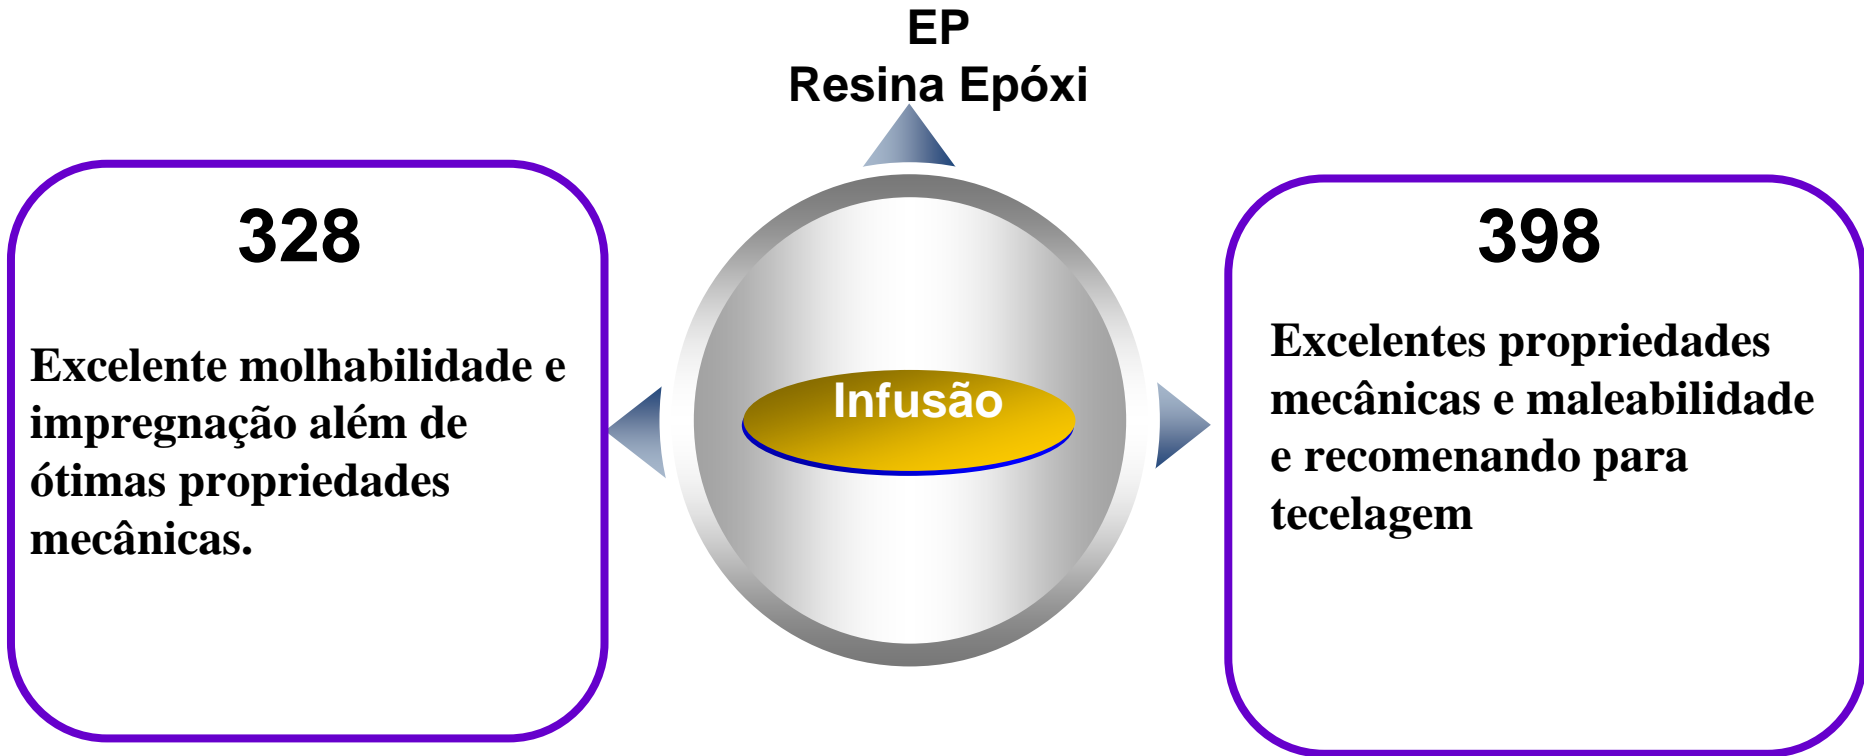 EP
Resina Epóxi
328
Excelente molhabilidade e
impregnação além de
ótimas propriedades
mecânicas.
Infusão
398
Excelentes propriedades
mecânicas e maleabilidade
e recomenando para
tecelagem